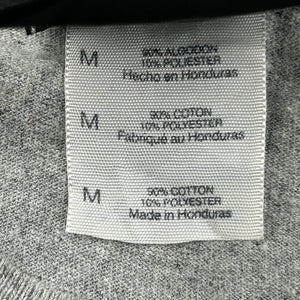 M 90% ALGODON
10% POLIESTER
Hecho en Honduras
M 90% COTON
10% POLYESTER
Fabriqué au Honduras
M 90% COTTON
10% POLYESTER
Made in Honduras